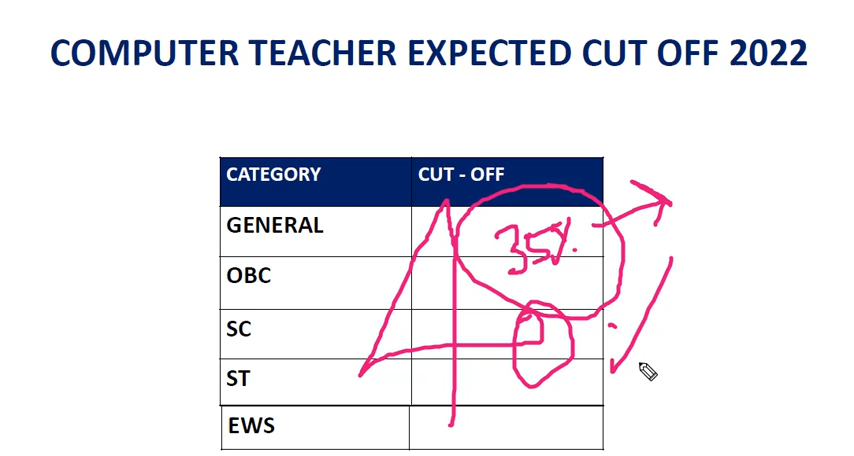 COMPUTER TEACHER EXPECTED CUT OFF 2022
CATEGORY CUT - OFF
GENERAL
35%.
OBC
SC
ST
EWS